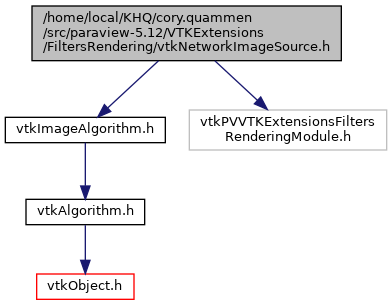 /home/local/KHQ/cory.quammen
/src/paraview-5.12/VTKExtensions
/FiltersRendering/vtkNetworkImageSource.h
vtkImageAlgorithm.h
vtkPVVTKExtensionsFilters
RenderingModule.h
vtkAlgorithm.h
vtkObject.h